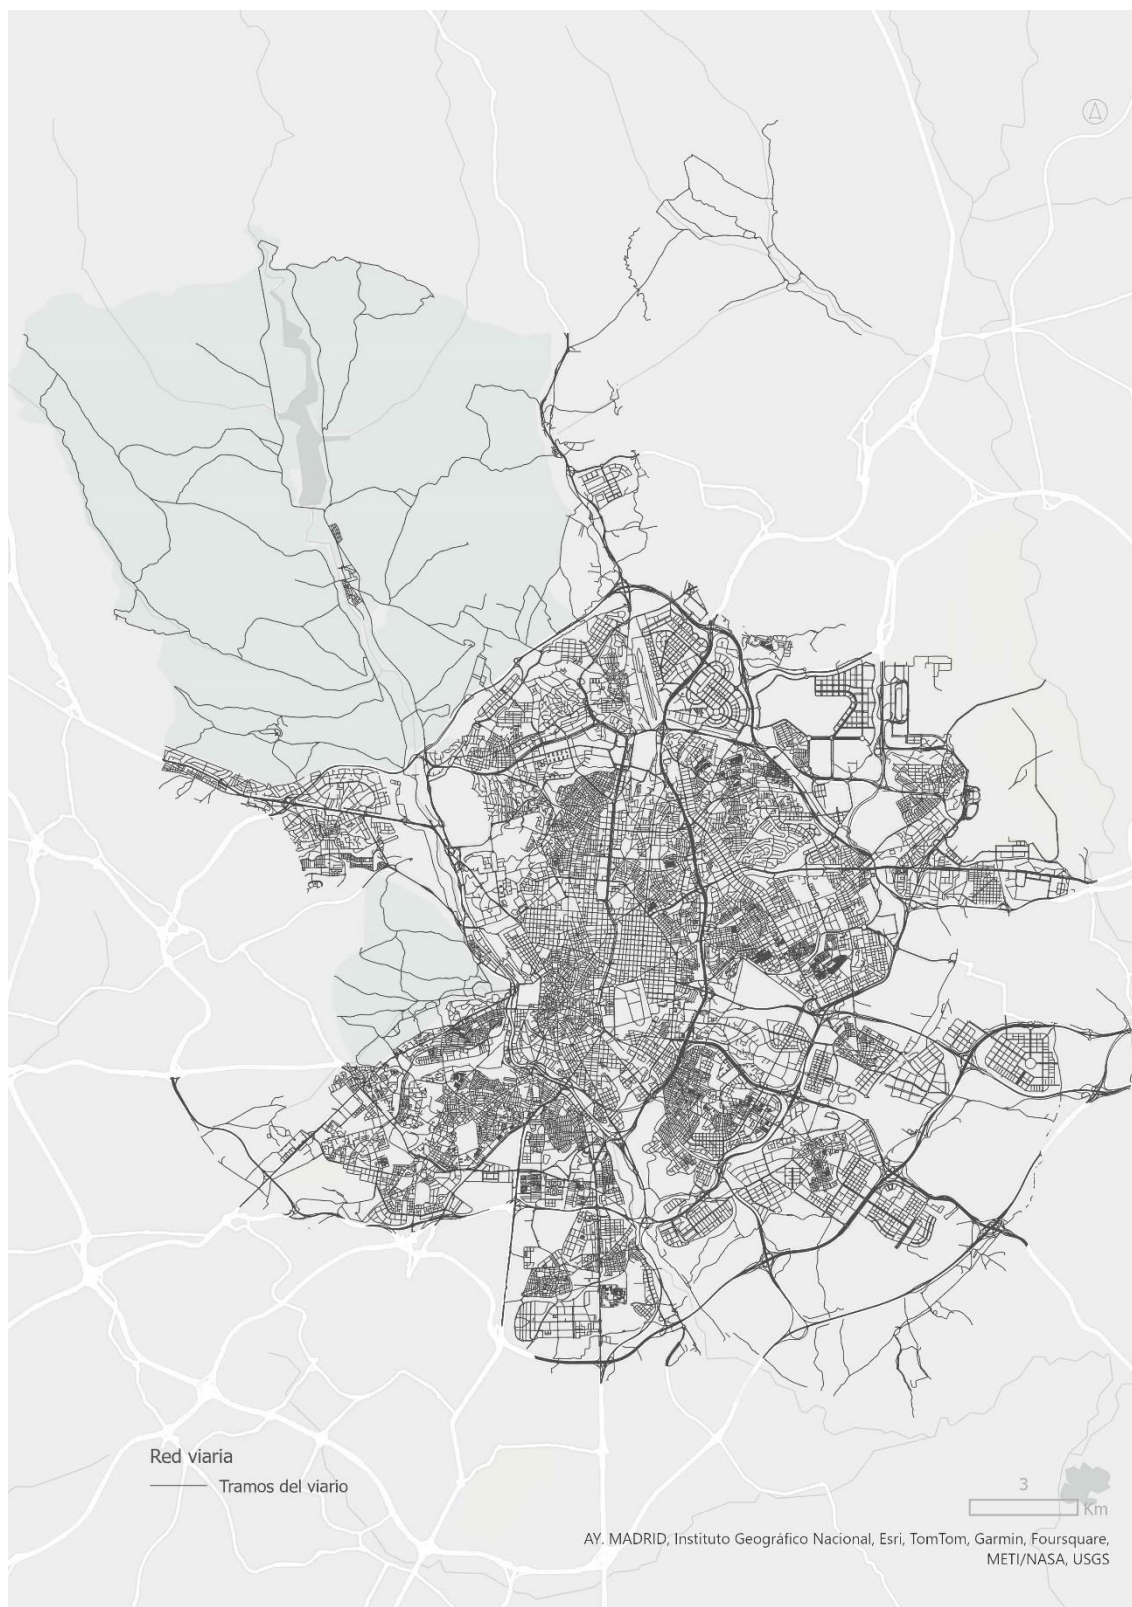 Red viaria
Tramos del viario
3
Km
AY. MADRID, Instituto Geográfico Nacional, Esri, TomTom, Garmin, Foursquare,
METI/NASA, USGS